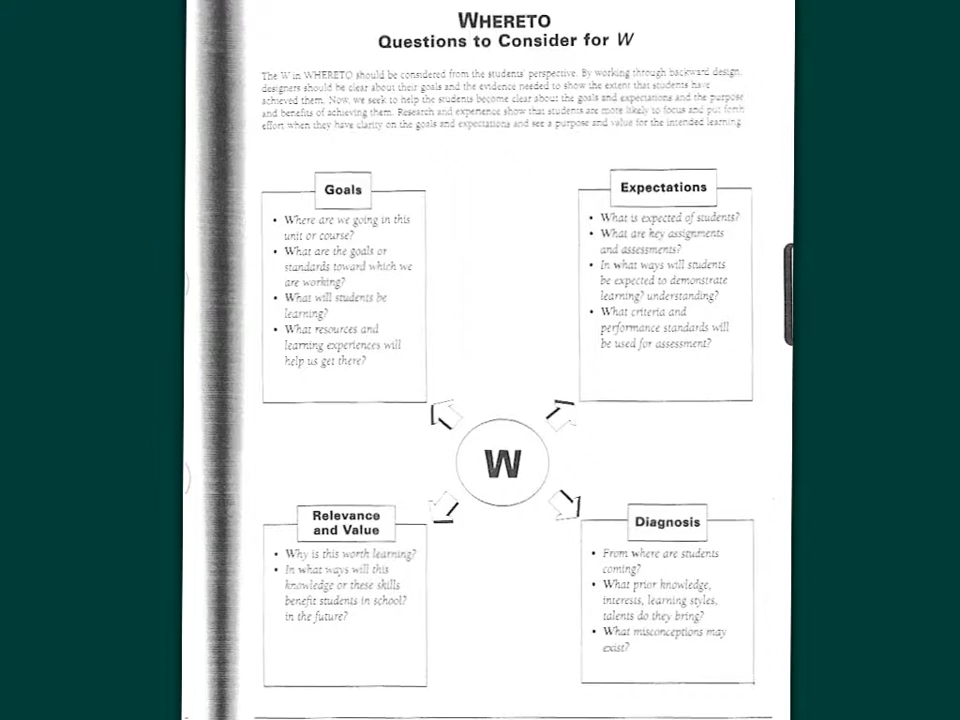 WHERETO
Questions to Consider for W
The W in WHERETO should be considered from the students' perspective. By working through backward design,
designers should be clear about their goals and the evidence needed to show the extent that students have
achieved them. Now, we seek to help the students become clear about the goals and expectations and the purpose
and benefits of achieving them. Research and experience show that students are more likely to focus and put forth
effort when they have clarity on the goals and expectations and see a purpose and value for the intended learning.
Goals
• Where are we going in this
unit or course?
• What are the goals or
standards toward which we
are working?
• What will students be
learning?
• What resources and
learning experiences will
help us get there?
Expectations
• What is expected of students?
• What are key assignments
and assessments?
• In what ways will students
be expected to demonstrate
learning? understanding?
• What criteria and
performance standards will
be used for assessment?
W
Relevance
and Value
• Why is this worth learning?
• In what ways will this
knowledge or these skills
benefit students in school?
in the future?
Diagnosis
• From where are students
coming?
• What prior knowledge,
interests, learning styles,
talents do they bring?
• What misconceptions may
exist?